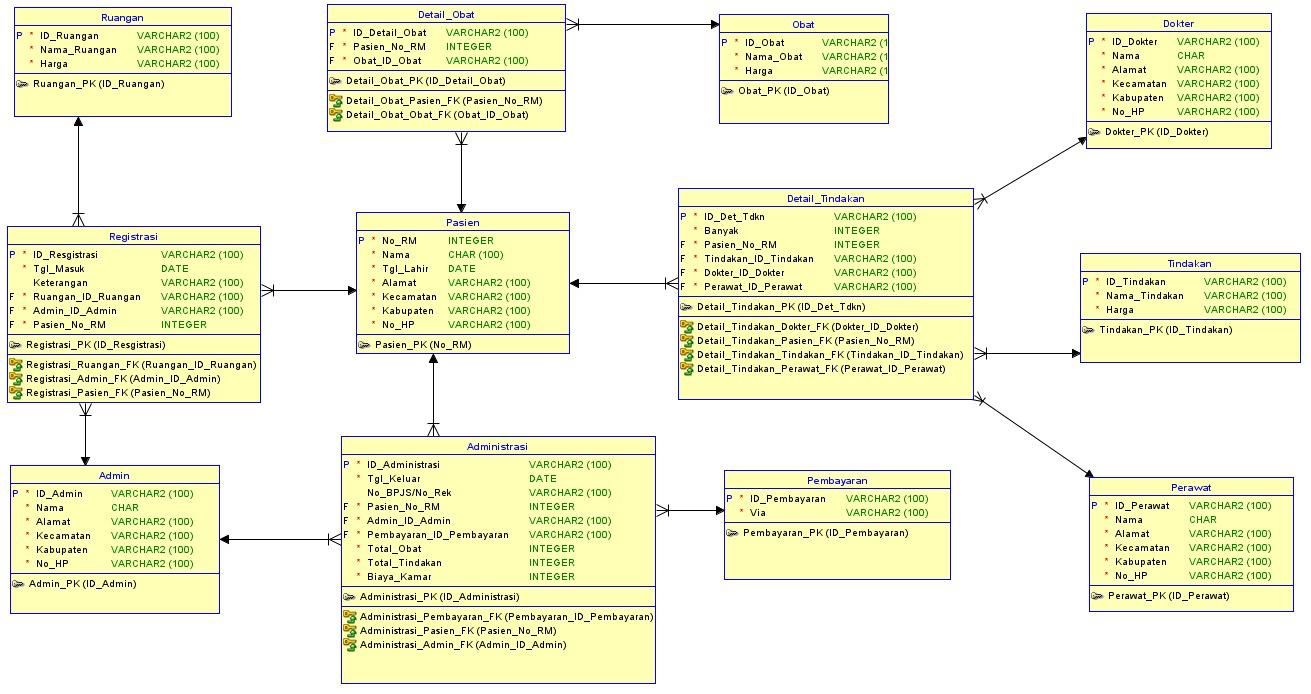 Ruangan
P * ID_Ruangan VARCHAR2 (100)
* Nama_Ruangan VARCHAR2 (100)
* Harga VARCHAR2 (100)
Ruangan_PK (ID_Ruangan)
Detail_Obat
P * ID_Detail_Obat VARCHAR2 (100)
F * Pasien_No_RM INTEGER
F * Obat_ID_Obat VARCHAR2 (100)
Detail_Obat_PK (ID_Detail_Obat)
Detail_Obat_Pasien_FK (Pasien_No_RM)
Detail_Obat_Obat_FK (Obat_ID_Obat)
Obat
P * ID_Obat VARCHAR2 (1
* Nama_Obat VARCHAR2 (1
* Harga VARCHAR2 (1
Obat_PK (ID_Obat)
Dokter
P * ID_Dokter VARCHAR2 (100)
* Nama CHAR
* Alamat VARCHAR2 (100)
* Kecamatan VARCHAR2 (100)
* Kabupaten VARCHAR2 (100)
* No_HP VARCHAR2 (100)
Dokter_PK (ID_Dokter)
Registrasi
P * ID_Resgistrasi VARCHAR2 (100)
* Tgl_Masuk DATE
Keterangan VARCHAR2 (100)
F * Ruangan_ID_Ruangan VARCHAR2 (100)
F * Admin_ID_Admin VARCHAR2 (100)
F * Pasien_No_RM INTEGER
Registrasi_PK (ID_Resgistrasi)
Registrasi_Ruangan_FK (Ruangan_ID_Ruangan)
Registrasi_Admin_FK (Admin_ID_Admin)
Registrasi_Pasien_FK (Pasien_No_RM)
Pasien
P * No_RM INTEGER
* Nama CHAR (100)
* Tgl_Lahir DATE
* Alamat VARCHAR2 (100)
* Kecamatan VARCHAR2 (100)
* Kabupaten VARCHAR2 (100)
* No_HP VARCHAR2 (100)
Pasien_PK (No_RM)
Detail_Tindakan
P * ID_Det_Tdkn VARCHAR2 (100)
* Banyak INTEGER
F * Pasien_No_RM INTEGER
F * Tindakan_ID_Tindakan VARCHAR2 (100)
F * Dokter_ID_Dokter VARCHAR2 (100)
F * Perawat_ID_Perawat VARCHAR2 (100)
Detail_Tindakan_PK (ID_Det_Tdkn)
Detail_Tindakan_Dokter_FK (Dokter_ID_Dokter)
Detail_Tindakan_Pasien_FK (Pasien_No_RM)
Detail_Tindakan_Tindakan_FK (Tindakan_ID_Tindakan)
Detail_Tindakan_Perawat_FK (Perawat_ID_Perawat)
Tindakan
P * ID_Tindakan VARCHAR2 (100)
* Nama_Tindakan VARCHAR2 (100)
* Harga VARCHAR2 (100)
Tindakan_PK (ID_Tindakan)
Admin
P * ID_Admin VARCHAR2 (100)
* Nama CHAR
* Alamat VARCHAR2 (100)
* Kecamatan VARCHAR2 (100)
* Kabupaten VARCHAR2 (100)
* No_HP VARCHAR2 (100)
Admin_PK (ID_Admin)
Administrasi
P * ID_Administrasi VARCHAR2 (100)
* Tgl_Keluar DATE
No_BPJS/No_Rek VARCHAR2 (100)
F * Pasien_No_RM INTEGER
F * Admin_ID_Admin VARCHAR2 (100)
F * Pembayaran_ID_Pembayaran VARCHAR2 (100)
* Total_Obat INTEGER
* Total_Tindakan INTEGER
* Biaya_Kamar INTEGER
Administrasi_PK (ID_Administrasi)
Administrasi_Pembayaran_FK (Pembayaran_ID_Pembayaran)
Administrasi_Pasien_FK (Pasien_No_RM)
Administrasi_Admin_FK (Admin_ID_Admin)
Pembayaran
P * ID_Pembayaran VARCHAR2 (100)
* Via VARCHAR2 (100)
Pembayaran_PK (ID_Pembayaran)
Perawat
P * ID_Perawat VARCHAR2 (100)
* Nama CHAR
* Alamat VARCHAR2 (100)
* Kecamatan VARCHAR2 (100)
* Kabupaten VARCHAR2 (100)
* No_HP VARCHAR2 (100)
Perawat_PK (ID_Perawat)